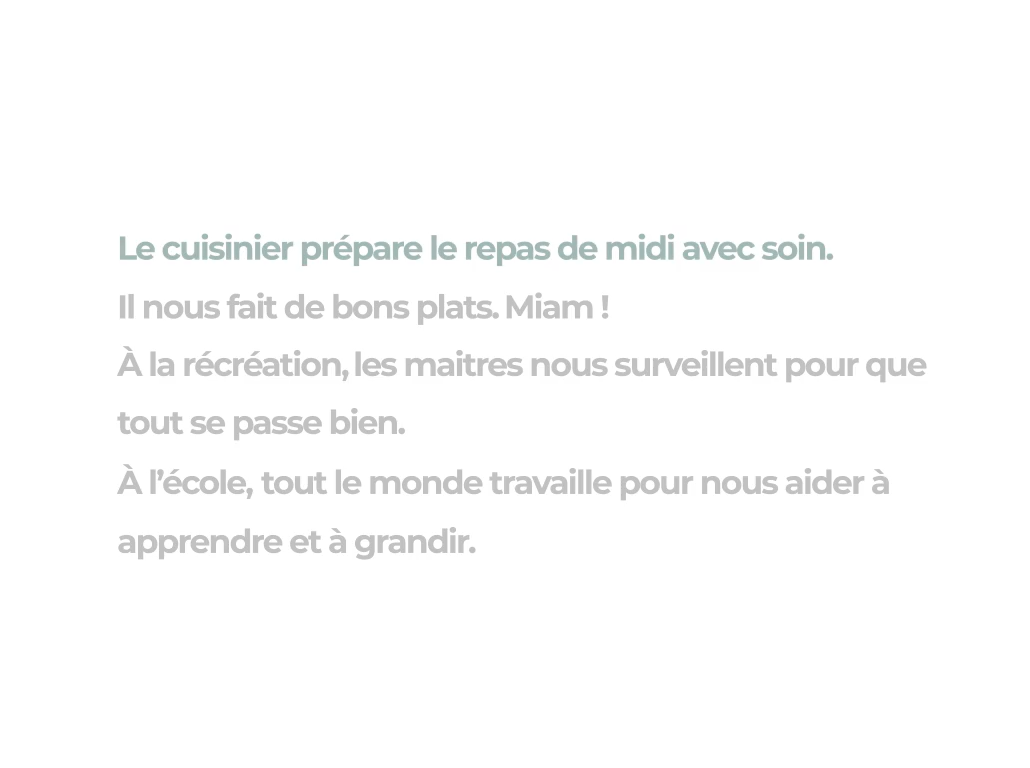 Le cuisinier prépare le repas de midi avec soin.
Il nous fait de bons plats. Miam !
À la récréation, les maitres nous surveillent pour que
tout se passe bien.
À l’école, tout le monde travaille pour nous aider à
apprendre et à grandir.